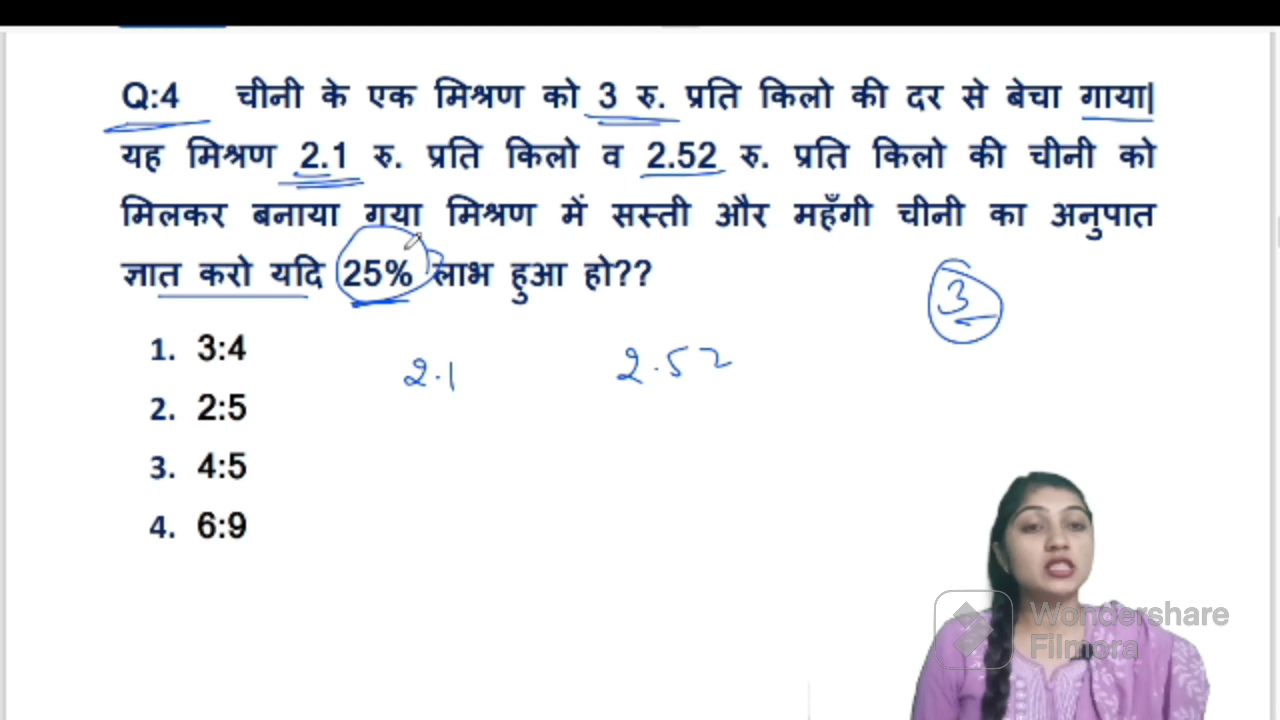 Q:4 चीनी के एक मिश्रण को 3 रु. प्रति किलो की दर से बेचा गाया|
यह मिश्रण 2.1 रु. प्रति किलो व 2.52 रु. प्रति किलो की चीनी को
मिलकर बनाया गया मिश्रण में सस्ती और महँगी चीनी का अनुपात
ज्ञात करो यदि 25% लाभ हुआ हो??
3
1. 3:4
2.1 2.52
2. 2:5
3. 4:5
4. 6:9
Wondershare
Filmora